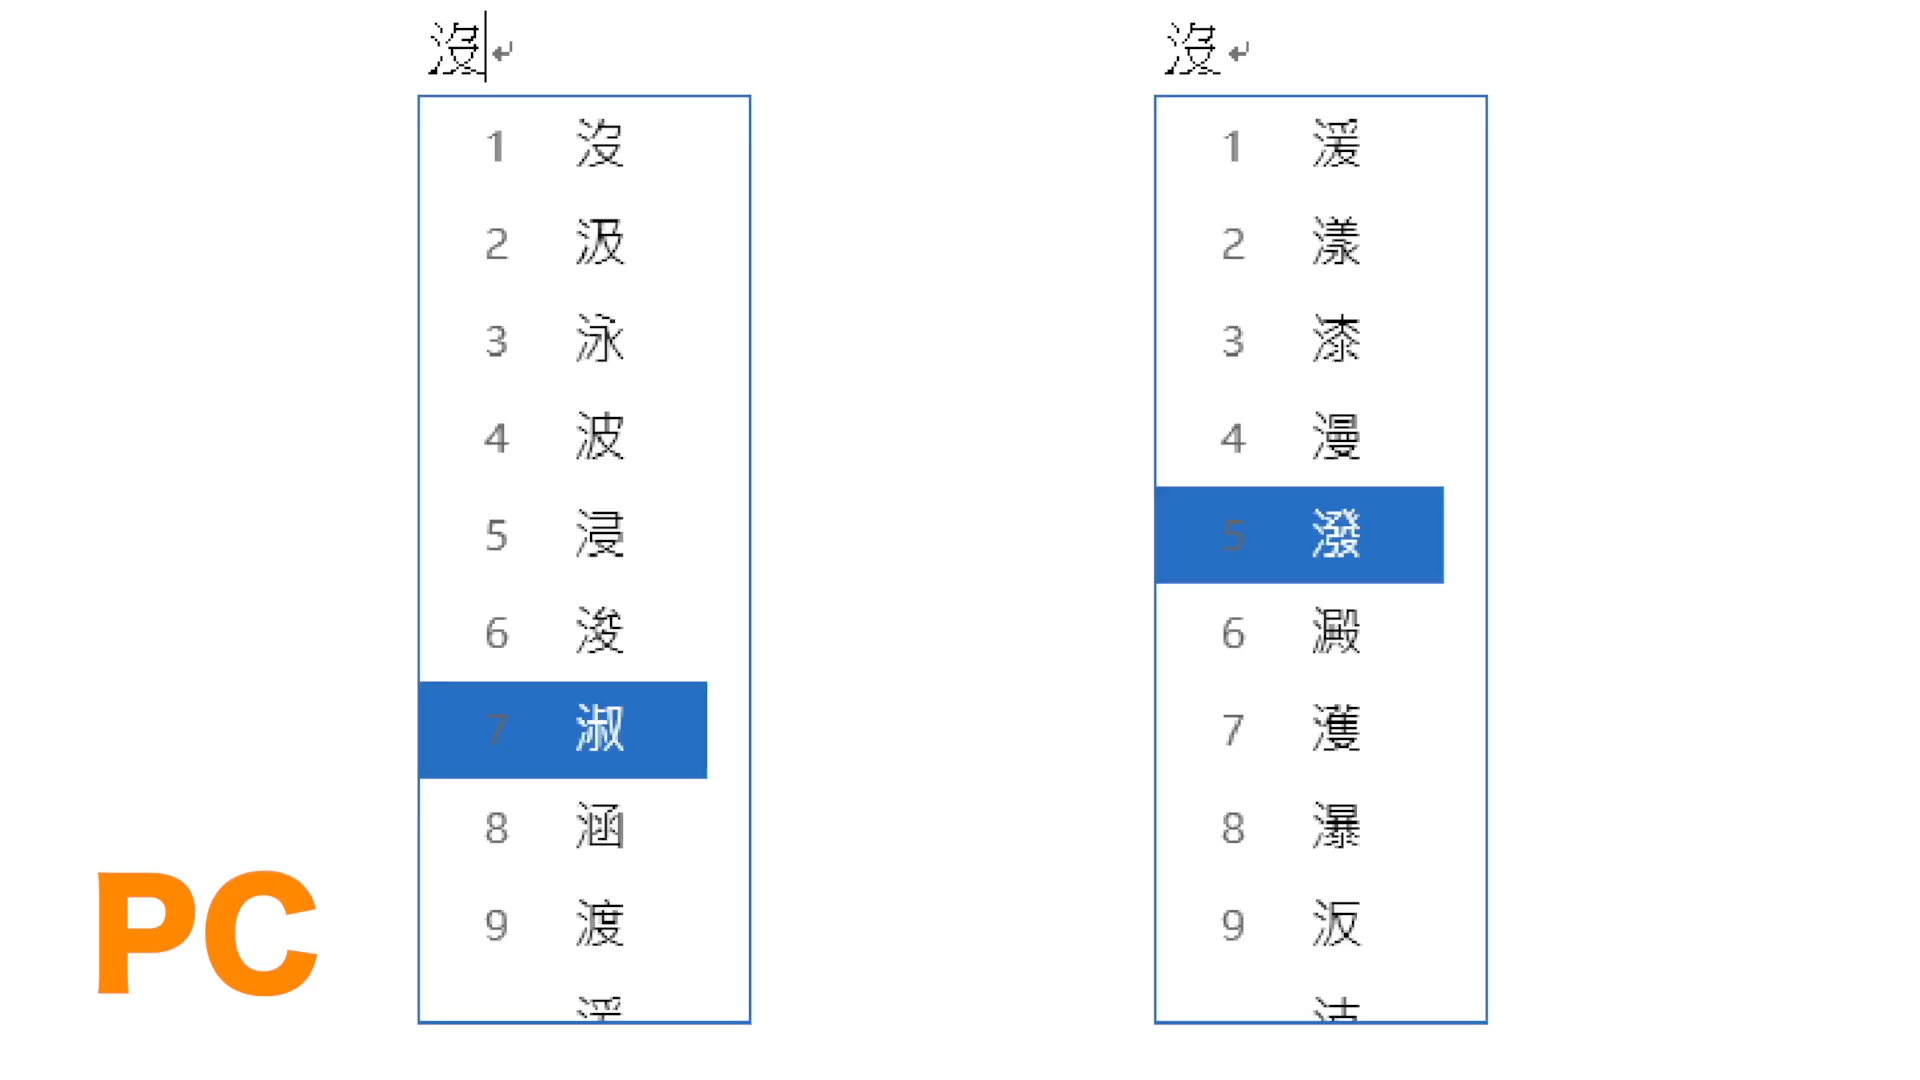 沒
1 沒
2 汲
3 泳
4 波
5 浸
6 浚
7 淑
8 涵
9 渡
沒
1 湲
2 漾
3 漆
4 漫
5 潑
6 澱
7 濩
8 瀑
9 汳
PC